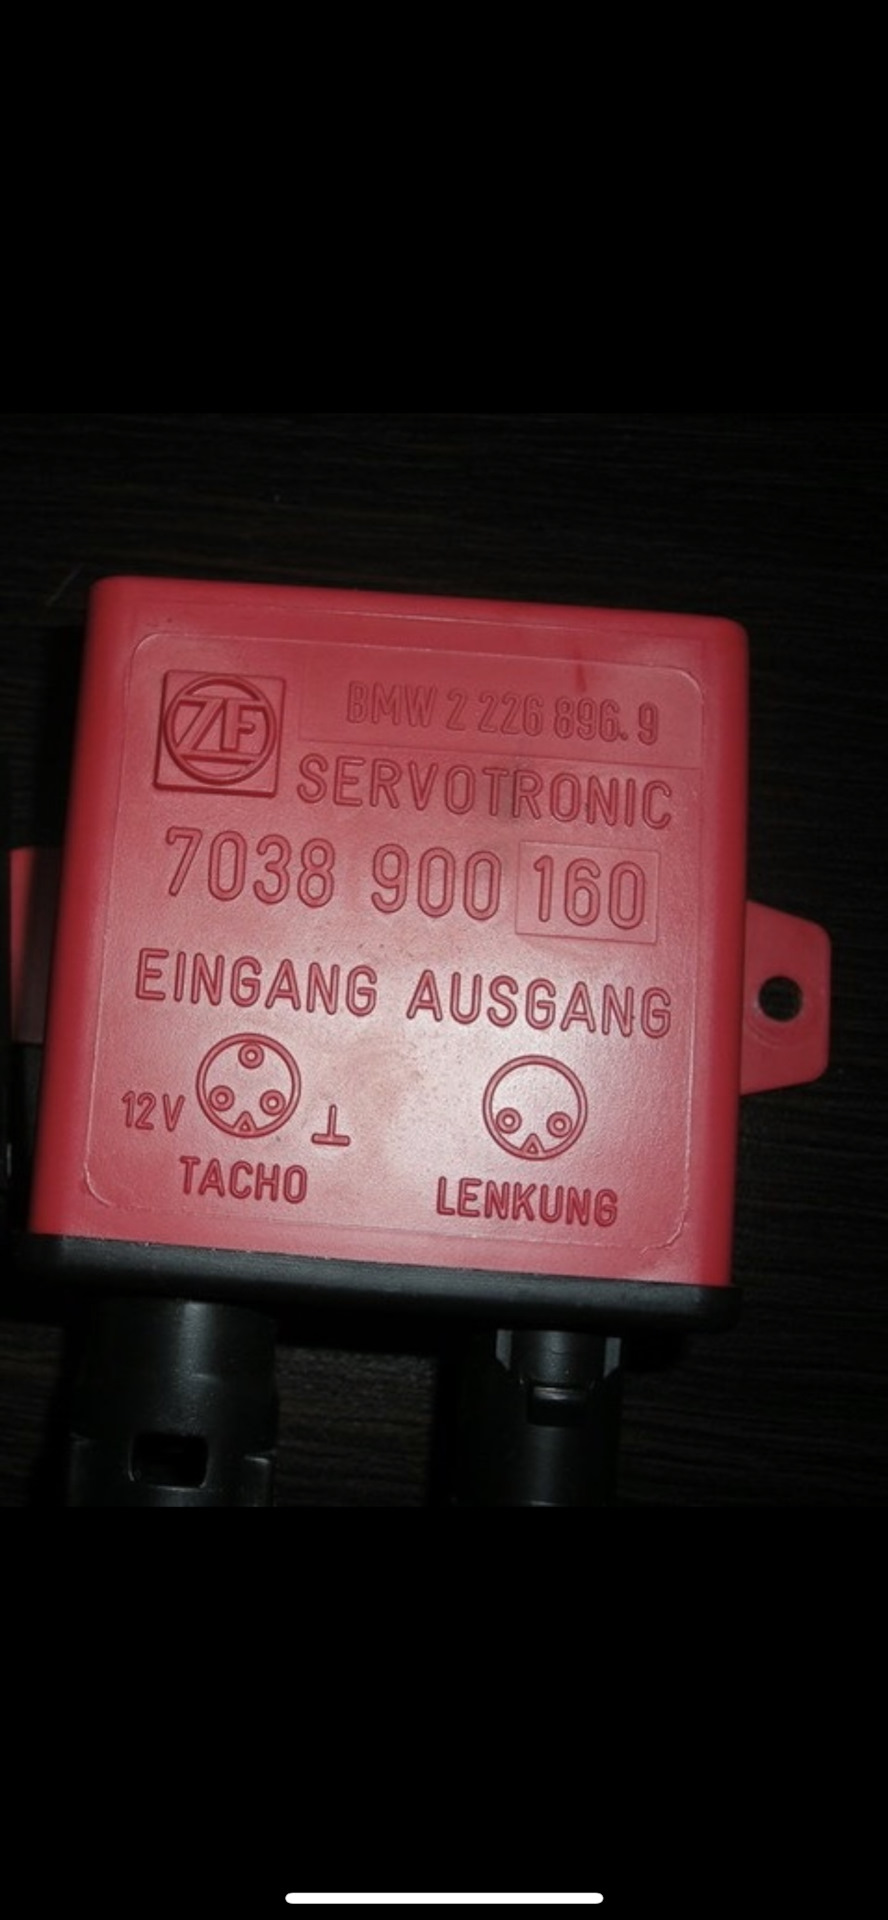 ZF
BMW 2 226 896.9
SERVOTRONIC
7038 900 160
EINGANG AUSGANG
12V
TACHO
LENKUNG